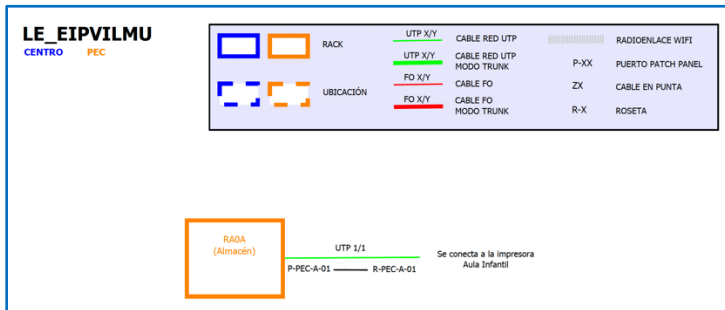 LE_EIPVILMU
CENTRO PEC
RACK
UBICACIÓN
UTP X/Y CABLE RED UTP
UTP X/Y CABLE RED UTP
MODO TRUNK
FO X/Y CABLE FO
FO X/Y CABLE FO
MODO TRUNK
RADIOENLACE WIFI
P-XX PUERTO PATCH PANEL
ZX CABLE EN PUNTA
R-X ROSETA
RA0A
(Almacén)
UTP 1/1
P-PEC-A-01 R-PEC-A-01
Se conecta a la impresora
Aula Infantil